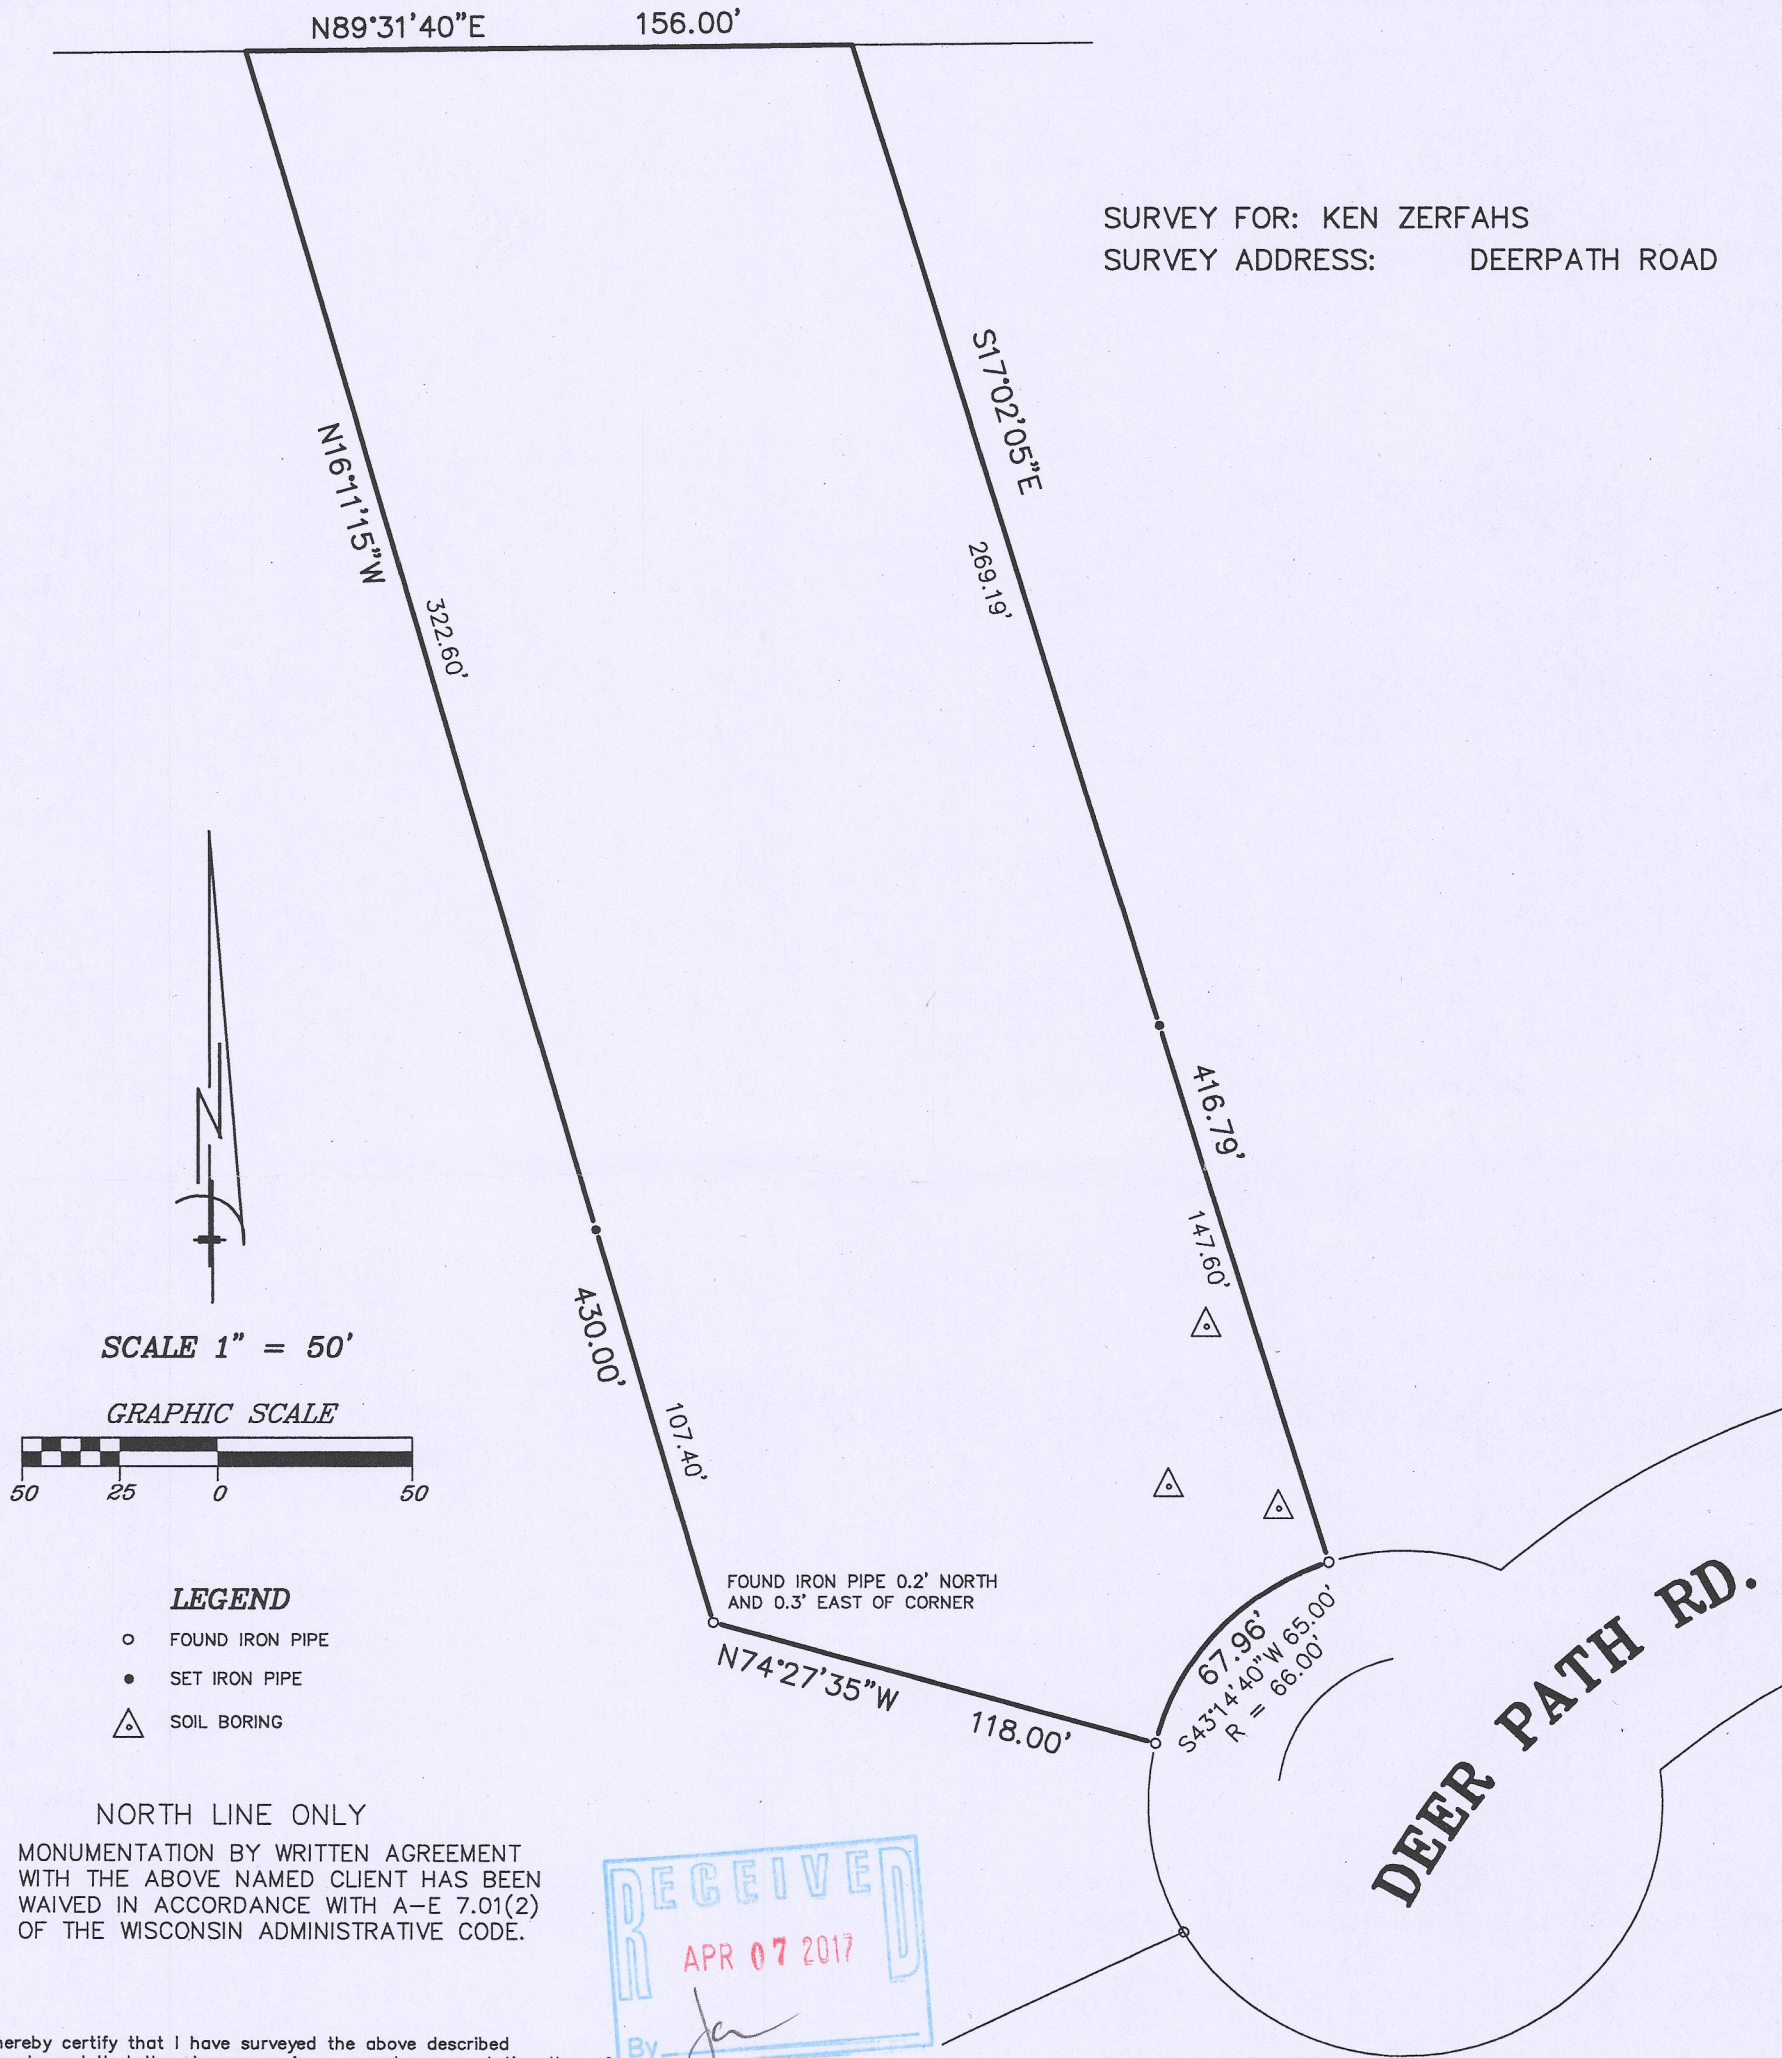 N89°31'40"E 156.00'
SURVEY FOR: KEN ZERFAHS
SURVEY ADDRESS: DEERPATH ROAD
S17°02'05"E
269.19'
N16°11'15"W
322.60'
416.79'
147.60'
430.00'
107.40'
N
SCALE 1" = 50'
GRAPHIC SCALE
50 25 0 50
FOUND IRON PIPE 0.2' NORTH
AND 0.3' EAST OF CORNER
N74°27'35"W 118.00'
67.96'
S43°14'40"W 65.00'
R = 66.00'
DEER PATH RD.
LEGEND
FOUND IRON PIPE
SET IRON PIPE
SOIL BORING
NORTH LINE ONLY
MONUMENTATION BY WRITTEN AGREEMENT
WITH THE ABOVE NAMED CLIENT HAS BEEN
WAIVED IN ACCORDANCE WITH A-E 7.01(2)
OF THE WISCONSIN ADMINISTRATIVE CODE.
RECEIVED
APR 07 2017
By
hereby certify that I have surveyed the above described